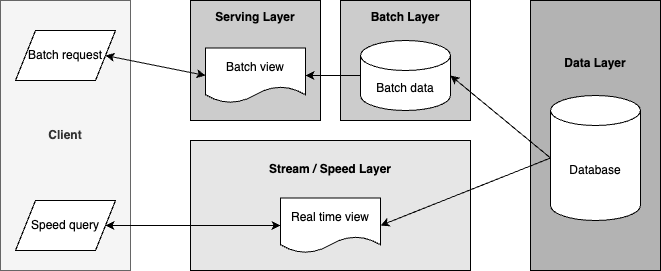 Serving Layer
Batch Layer
Batch request
Batch view
Batch data
Data Layer
Client
Database
Stream / Speed Layer
Speed query
Real time view